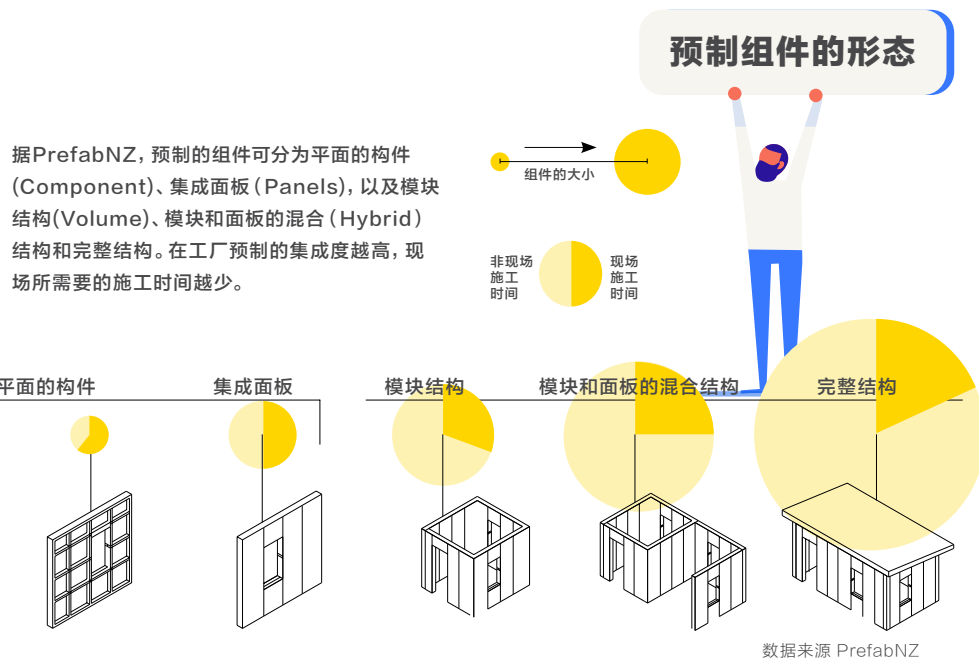 预制组件的形态
据PrefabNZ，预制的组件可分为平面的构件
(Component)、集成面板（Panels)，以及模块
结构(Volume)、模块和面板的混合（Hybrid）
结构和完整结构。在工厂预制的集成度越高，现
场所需要的施工时间越少。
组件的大小
非现场
施工
时间
现场
施工
时间
平面的构件
集成面板
模块结构
模块和面板的混合结构
完整结构
数据来源 PrefabNZ